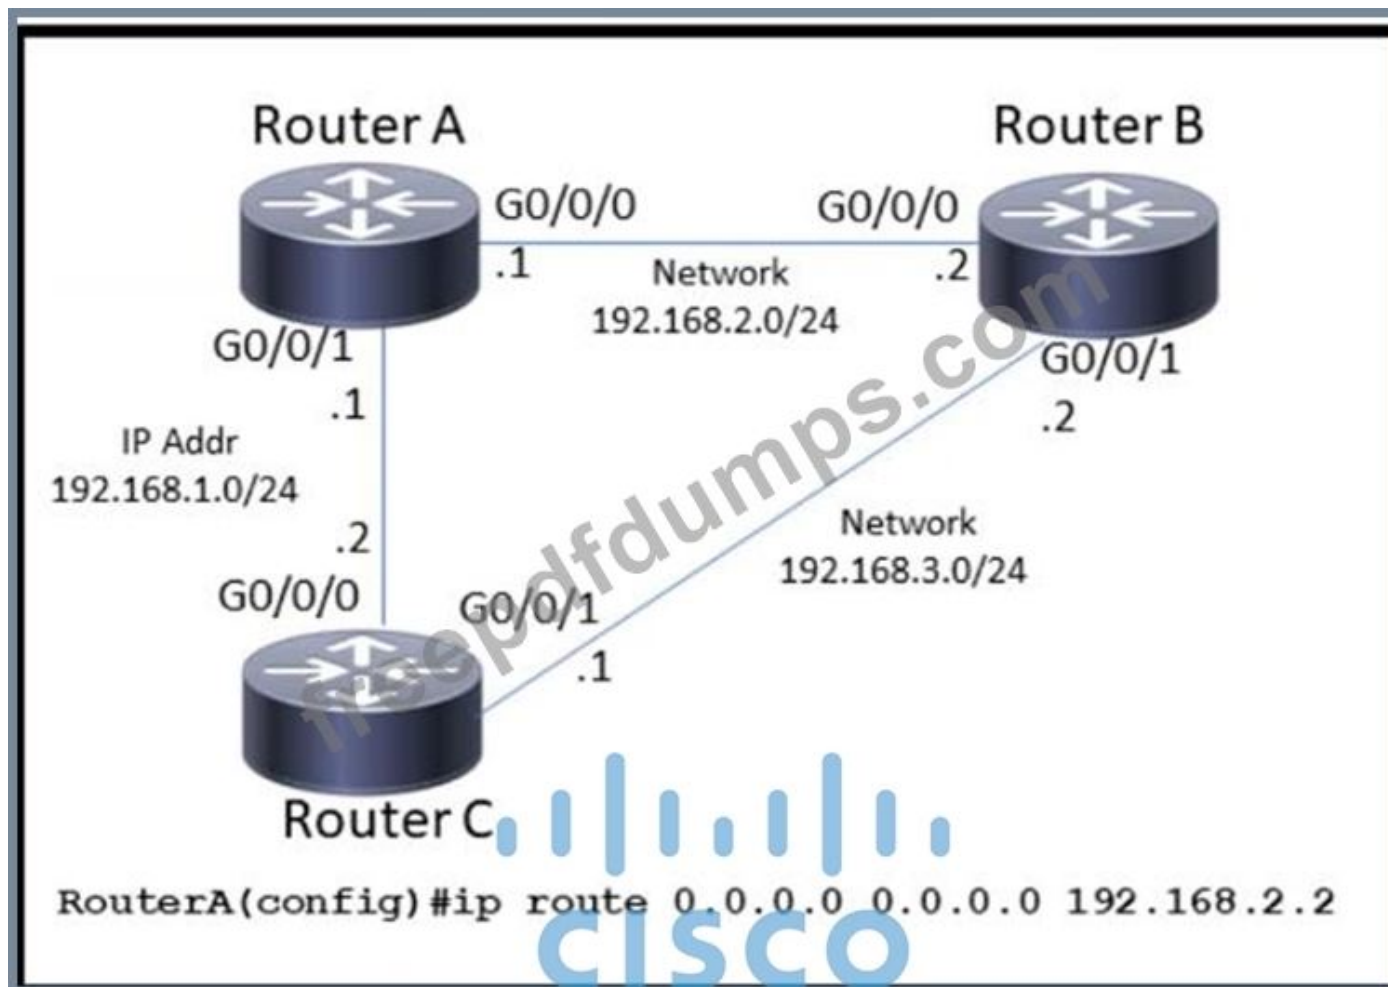 Router A
Router B
G0/0/0
G0/0/0
.1
.2
Network
192.168.2.0/24
G0/0/1
G0/0/1
.1
.2
IP Addr
192.168.1.0/24
Network
192.168.3.0/24
.2
G0/0/0
G0/0/1
.1
freepdfdumps.com
Router C
RouterA(config)#ip route 0.0.0.0 0.0.0.0 192.168.2.2
CISCO